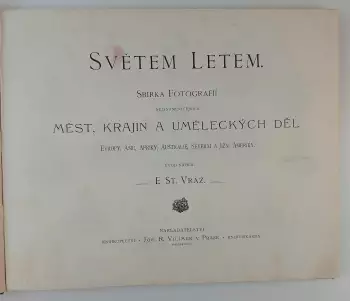 SVĚTEM LETEM.
SBÍRKA FOTOGRAFIÍ
MĚST, KRAJIN A UMĚLECKÝCH DĚL
EVROPY, ASIE, AFRIKY, AUSTRALIE, SEVERNÍ A JIŽNÍ AMERIKY.
E. ST. VRÁZ.
NAKLADATELSTVÍ
JOS. R. VILÍMEK V PRAZE